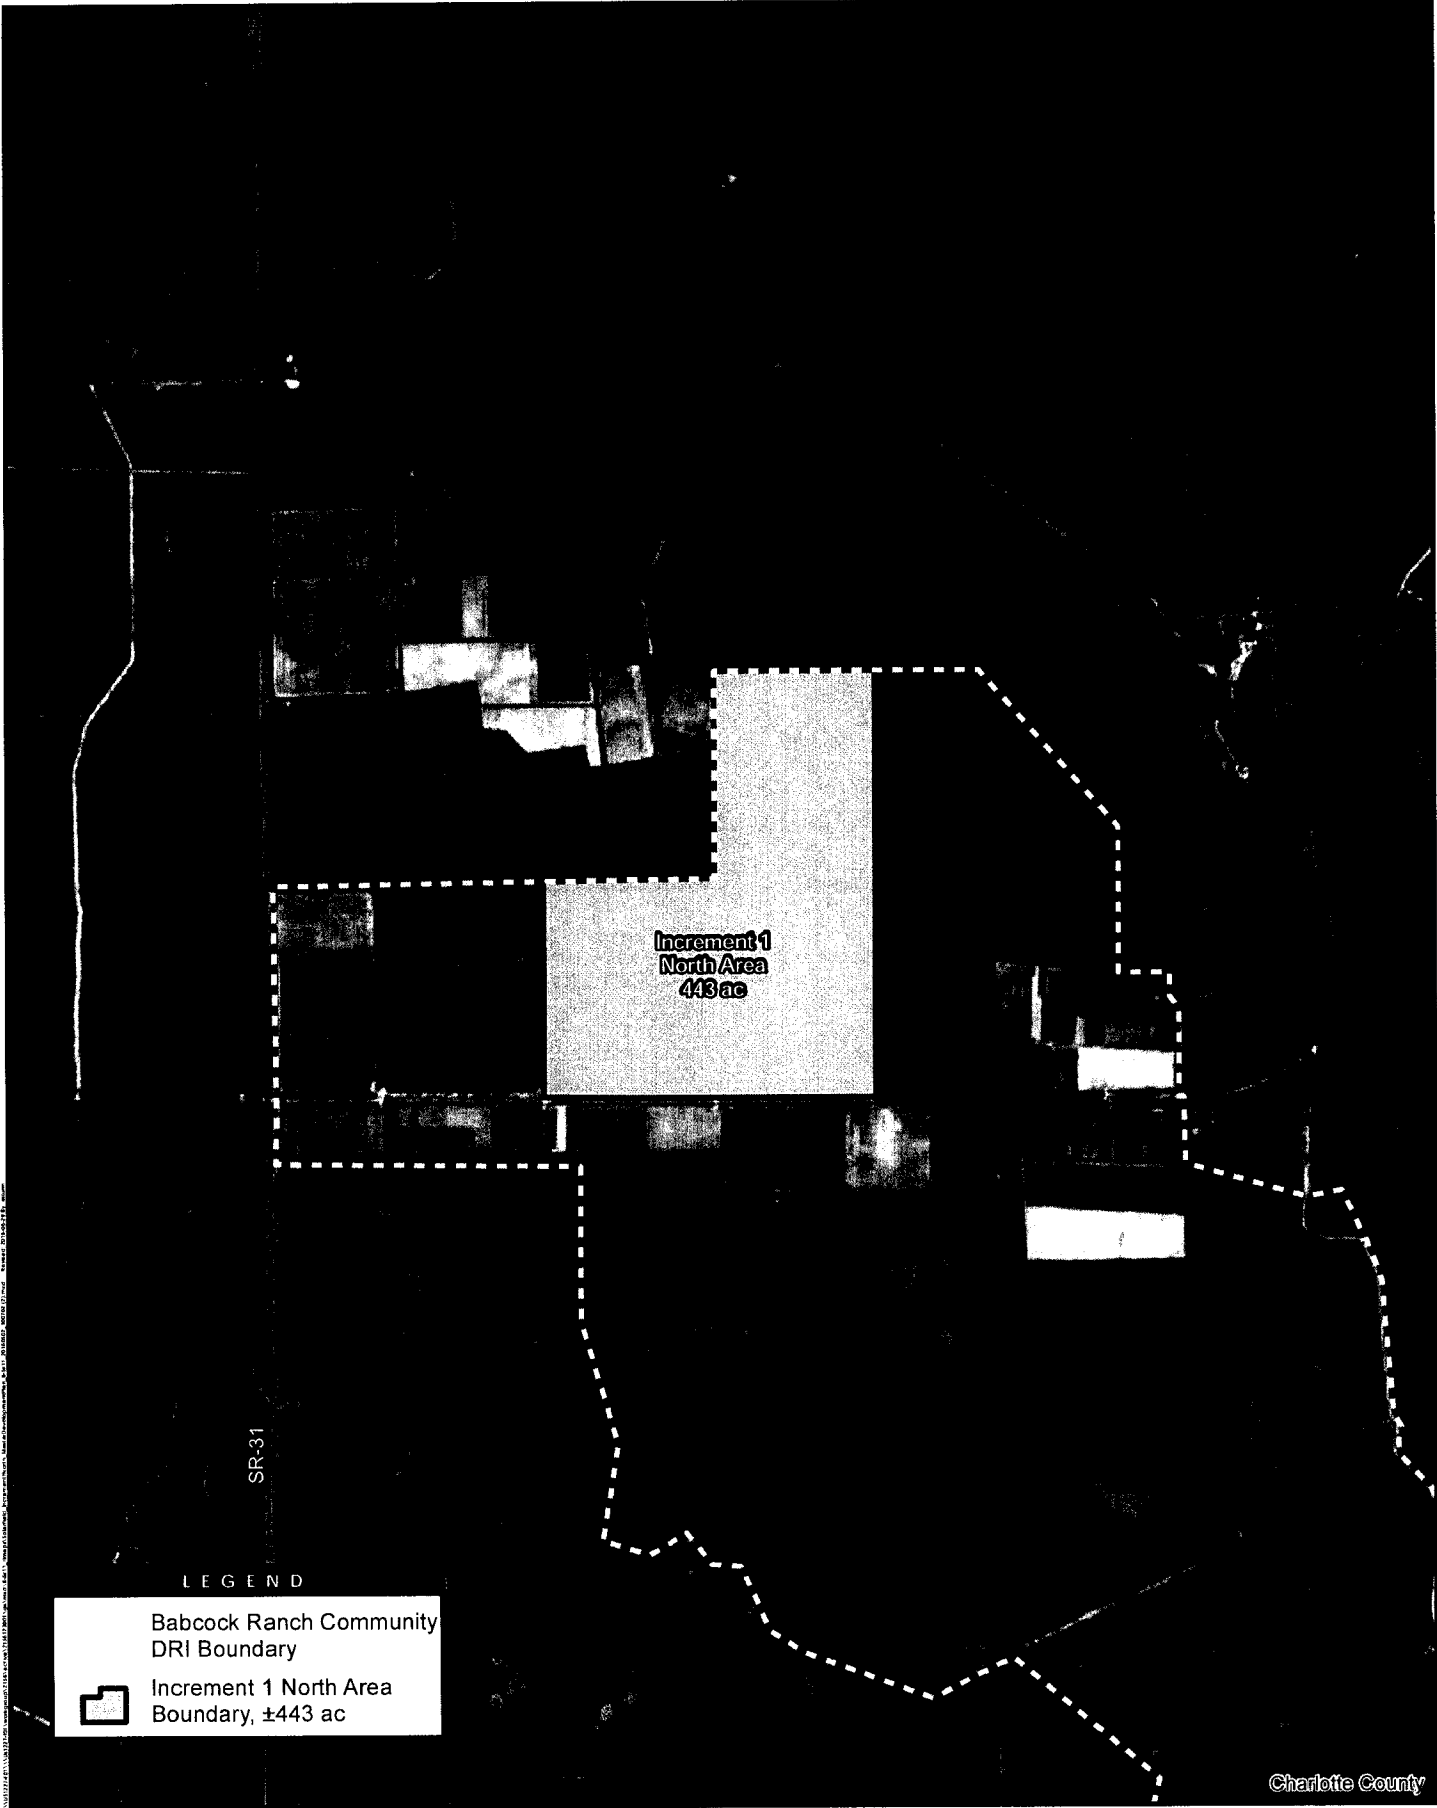 Increment 1
North Area
443 ac
SR-31
LEGEND
Babcock Ranch Community
DRI Boundary
Increment 1 North Area
Boundary, ±443 ac
Charlotte County